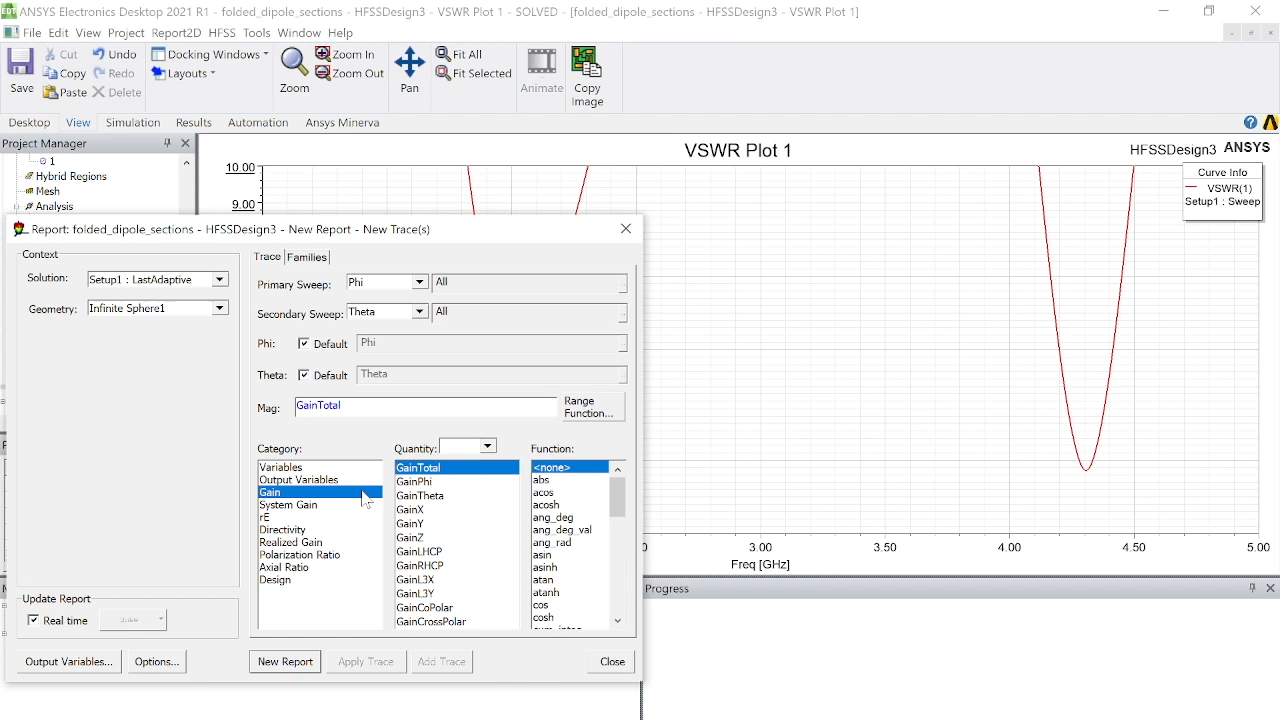 EDT ANSYS Electronics Desktop 2021 R1 - folded_dipole_sections - HFSSDesign3 - VSWR Plot 1 - SOLVED - [folded_dipole_sections - HFSSDesign3 - VSWR Plot 1]
File Edit View Project Report2D HFSS Tools Window Help
Save
Cut
Copy
Paste
Undo
Redo
Delete
Docking Windows
Layouts
Zoom
Zoom In
Zoom Out
Pan
Fit All
Fit Selected
Animate
Copy
Image
Desktop View Simulation Results Automation Ansys Minerva
Project Manager
1
Hybrid Regions
Mesh
Analysis
VSWR Plot 1
HFSSDesign3 ANSYS
Curve Info
VSWR(1)
Setup1 : Sweep
10.00
9.00
Report: folded_dipole_sections - HFSSDesign3 - New Report - New Trace(s)
Context
Solution: Setup1 : LastAdaptive
Geometry: Infinite Sphere1
Update Report
Real time Update
Trace Families
Primary Sweep: Phi All
Secondary Sweep: Theta All
Phi: Default Phi
Theta: Default Theta
Mag: GainTotal
Range
Function...
Category:
Variables
Output Variables
Gain
System Gain
rE
Directivity
Realized Gain
Polarization Ratio
Axial Ratio
Design
Quantity:
GainTotal
GainPhi
GainTheta
GainX
GainY
GainZ
GainLHCP
GainRHCP
GainL3X
GainL3Y
GainCoPolar
GainCrossPolar
Function:
<none>
abs
acos
acosh
ang_deg
ang_deg_val
ang_rad
asin
asinh
atan
atanh
cos
cosh
Output Variables... Options... New Report Apply Trace Add Trace Close
0 3.00 3.50 4.00 4.50 5.00
Freq [GHz]
Progress